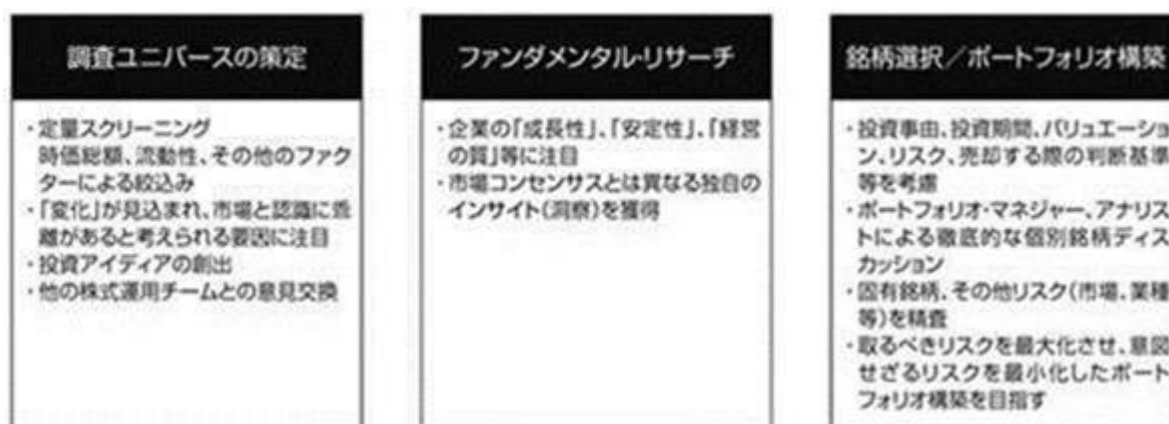 調査ユニバースの策定
・定量スクリーニング
時価総額、流動性、その他のファク
ターによる絞込み
・「変化」が見込まれ、市場と認識に乖
離があると考えられる要因に注目
・投資アイディアの創出
・他の株式運用チームとの意見交換
ファンダメンタル・リサーチ
・企業の「成長性」、「安定性」、「経営
の質」等に注目
・市場コンセンサスとは異なる独自の
インサイト(洞察)を獲得
銘柄選択／ポートフォリオ構築
・投資事由、投資期間、バリュエーショ
ン、リスク、売却する際の判断基準
等を考慮
・ポートフォリオ・マネジャー、アナリス
トによる徹底的な個別銘柄ディス
カッション
・固有銘柄、その他リスク(市場、業種
等)を精査
・取るべきリスクを最大化させ、意図
せざるリスクを最小化したポート
フォリオ構築を目指す